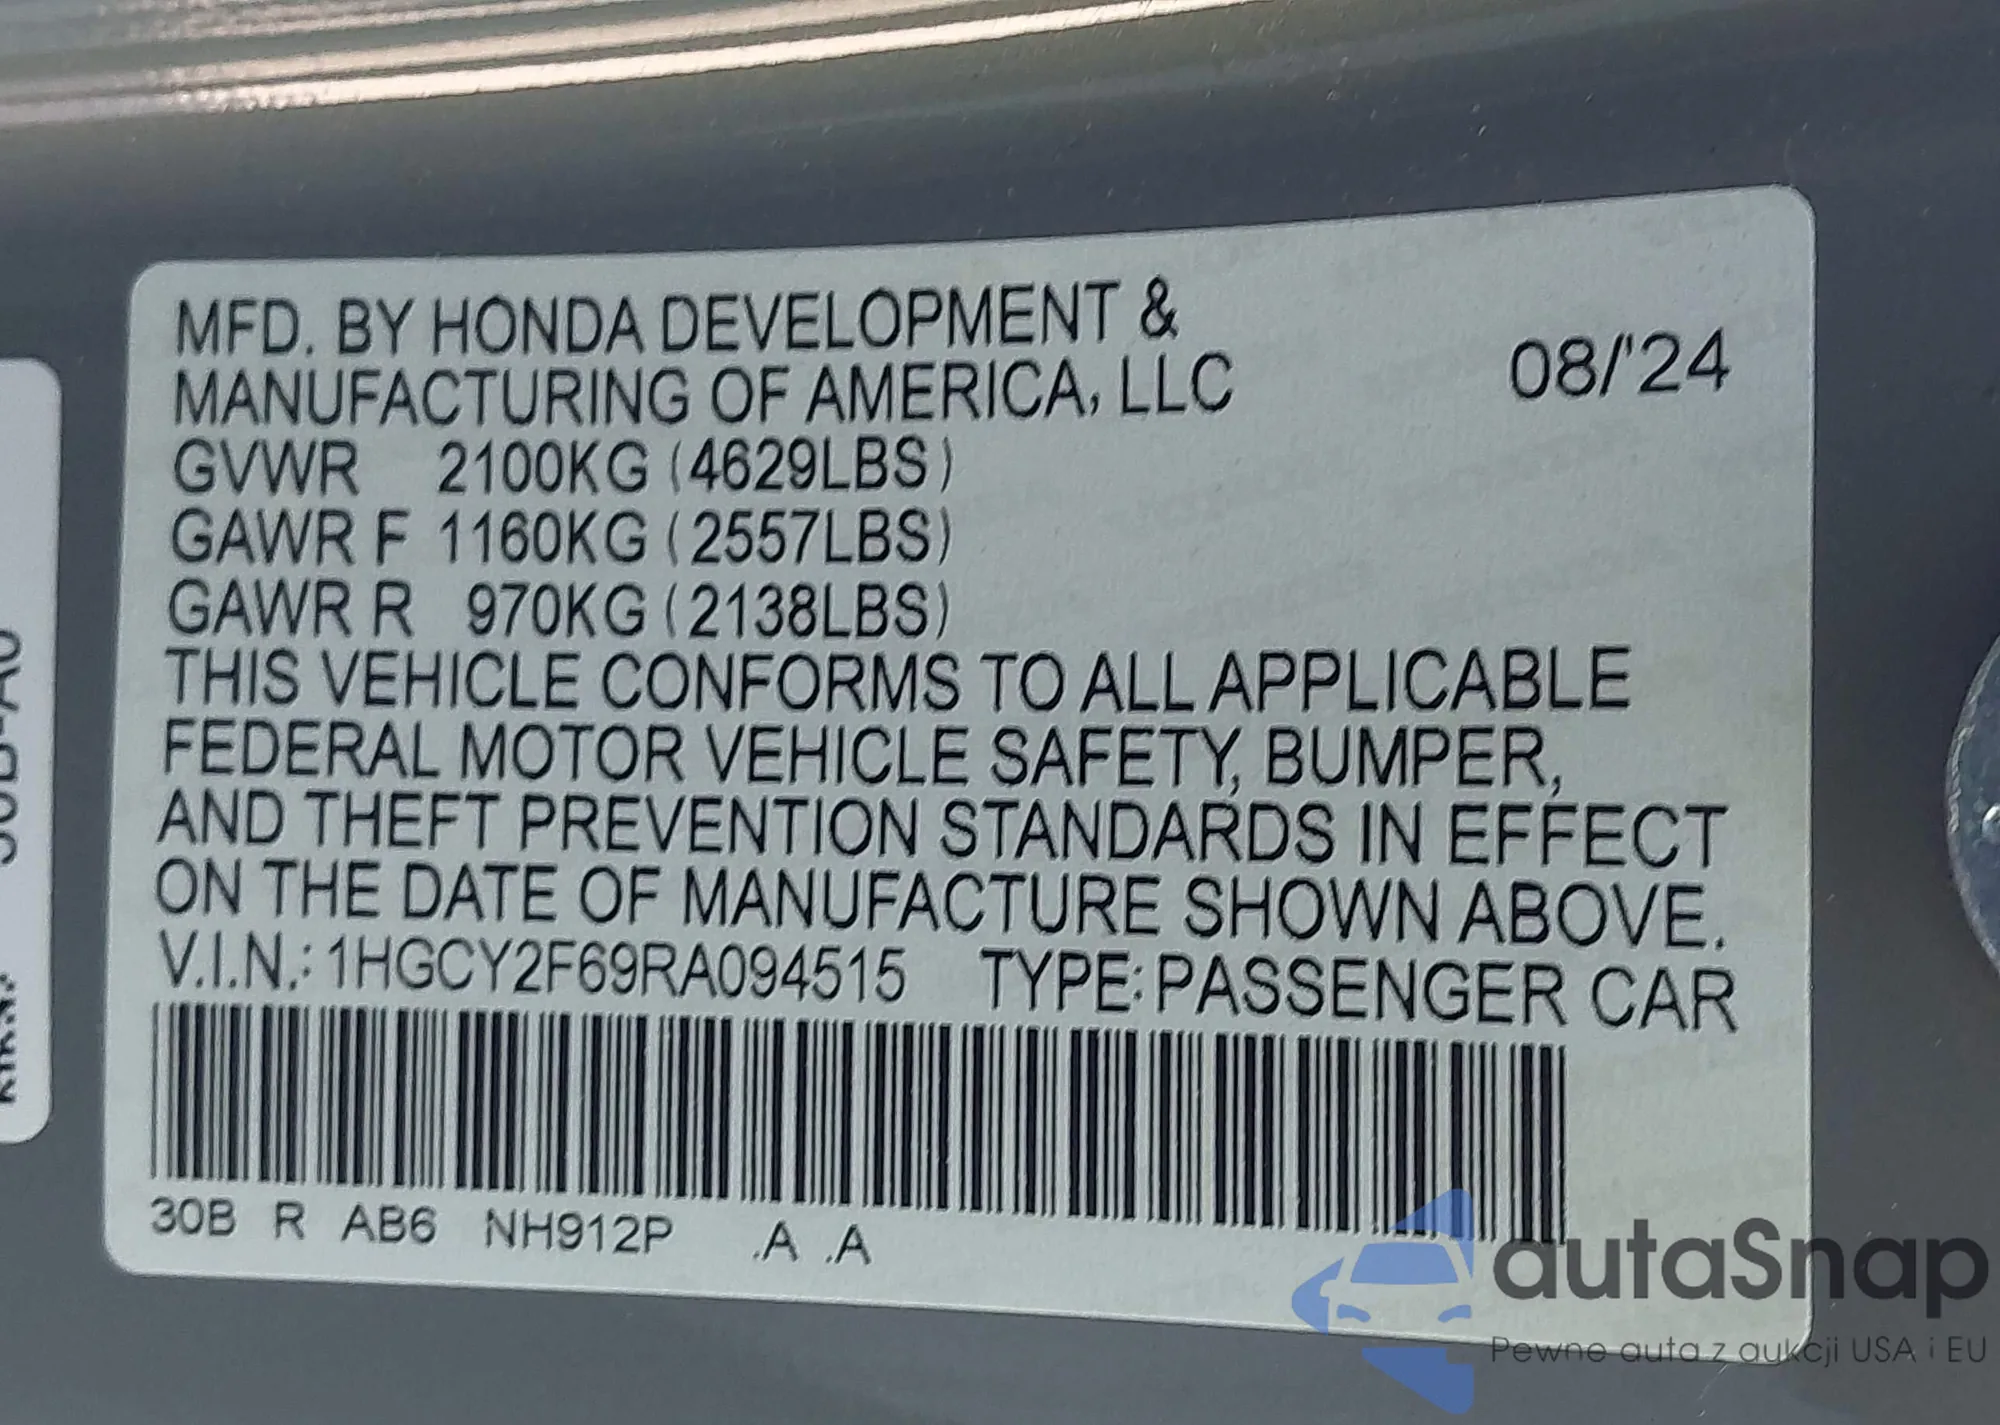 MFD. BY HONDA DEVELOPMENT &
MANUFACTURING OF AMERICA, LLC
08/'24
GVWR 2100KG (4629LBS)
GAWR F 1160KG (2557LBS)
GAWR R 970KG (2138LBS)
THIS VEHICLE CONFORMS TO ALL APPLICABLE
FEDERAL MOTOR VEHICLE SAFETY, BUMPER,
AND THEFT PREVENTION STANDARDS IN EFFECT
ON THE DATE OF MANUFACTURE SHOWN ABOVE.
V.I.N.: 1HGCY2F69RA094515 TYPE: PASSENGER CAR
30B R AB6 NH912P .A .A
autaSnap
Pewne auta z aukcji USA i EU